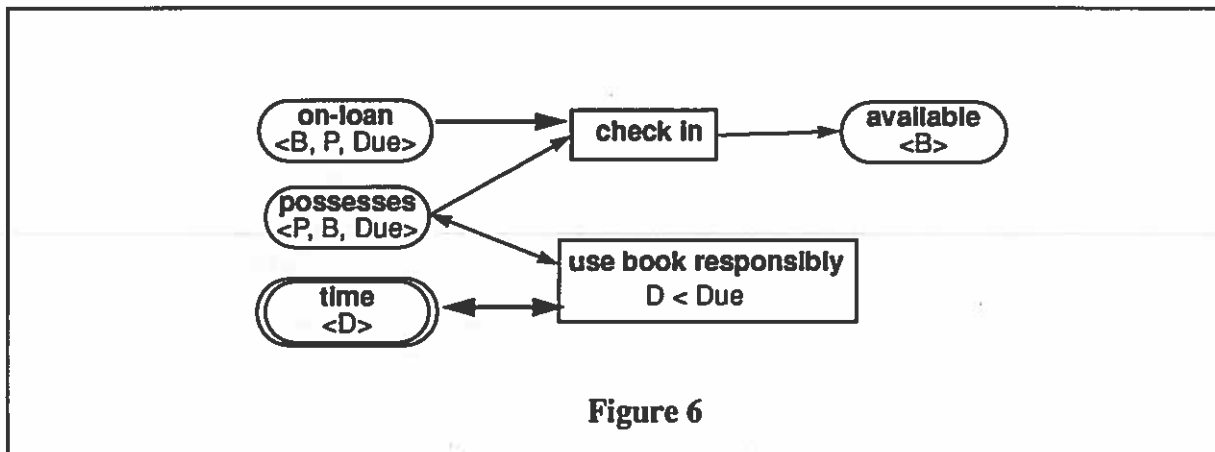 on-loan
<B, P, Due>
check in
available
<B>
possesses
<P, B, Due>
use book responsibly
D < Due
time
<D>
Figure 6